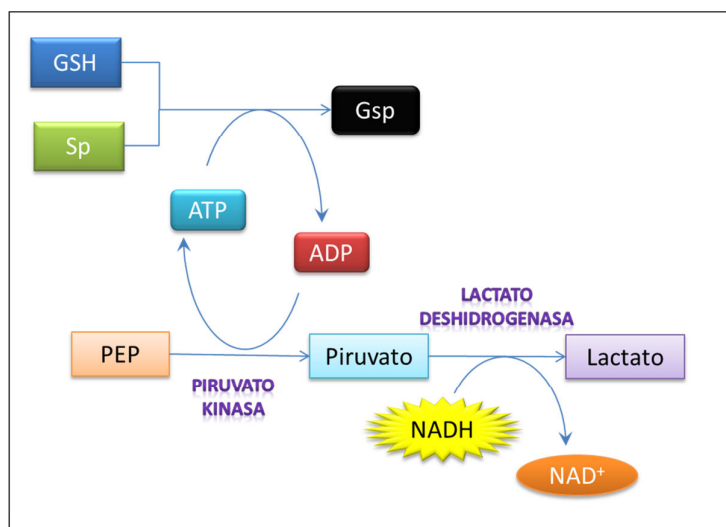 GSH
Gsp
Sp
ATP
ADP
LACTATO
DESHIDROGENASA
PEP
Piruvato
Lactato
PIRUVATO
KINASA
NADH
NAD⁺